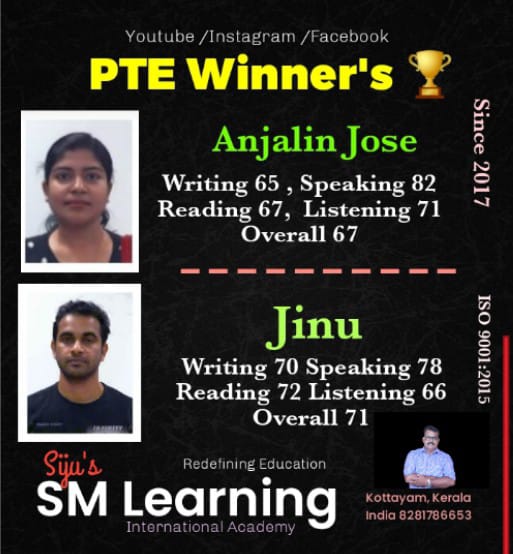 Youtube /Instagram /Facebook
PTE Winner's
Since 2017
Anjalin Jose
Writing 65 , Speaking 82
Reading 67, Listening 71
Overall 67
ISO 9001:2015
Jinu
Writing 70 Speaking 78
Reading 72 Listening 66
Overall 71
Siju's
Redefining Education
SM Learning
International Academy
Kottayam, Kerala
India 8281786653